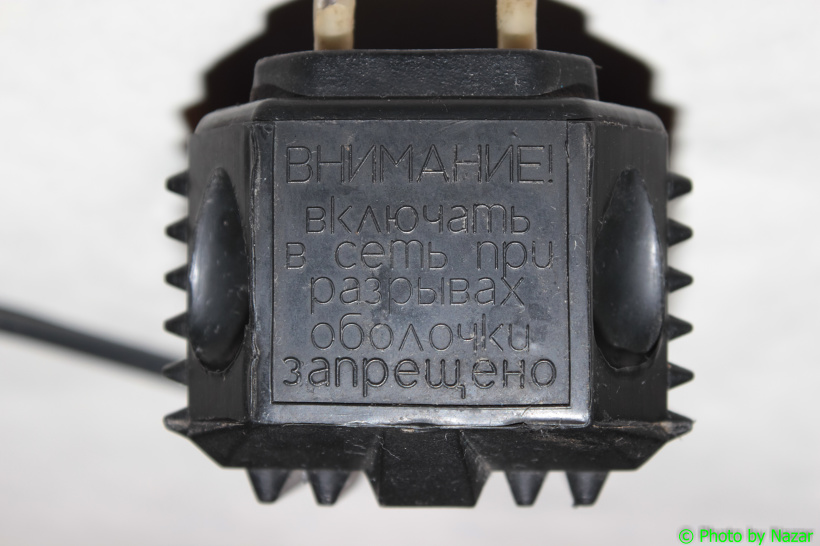 ВНИМАНИЕ!
включать
в сеть при
разрывах
оболочки
запрещено
© Photo by Nazar